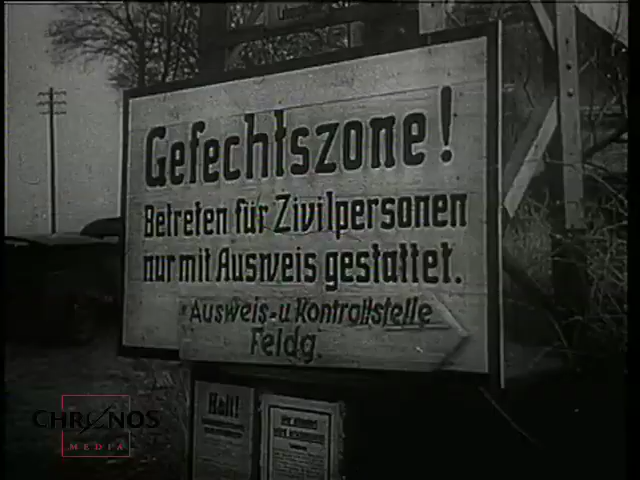 Gefechtszone!
Betreten für Zivilpersonen
nur mit Ausweis gestattet.
Ausweis-u Kontrollstelle
Feldg.
Halt!
CHRONOS
MEDIA